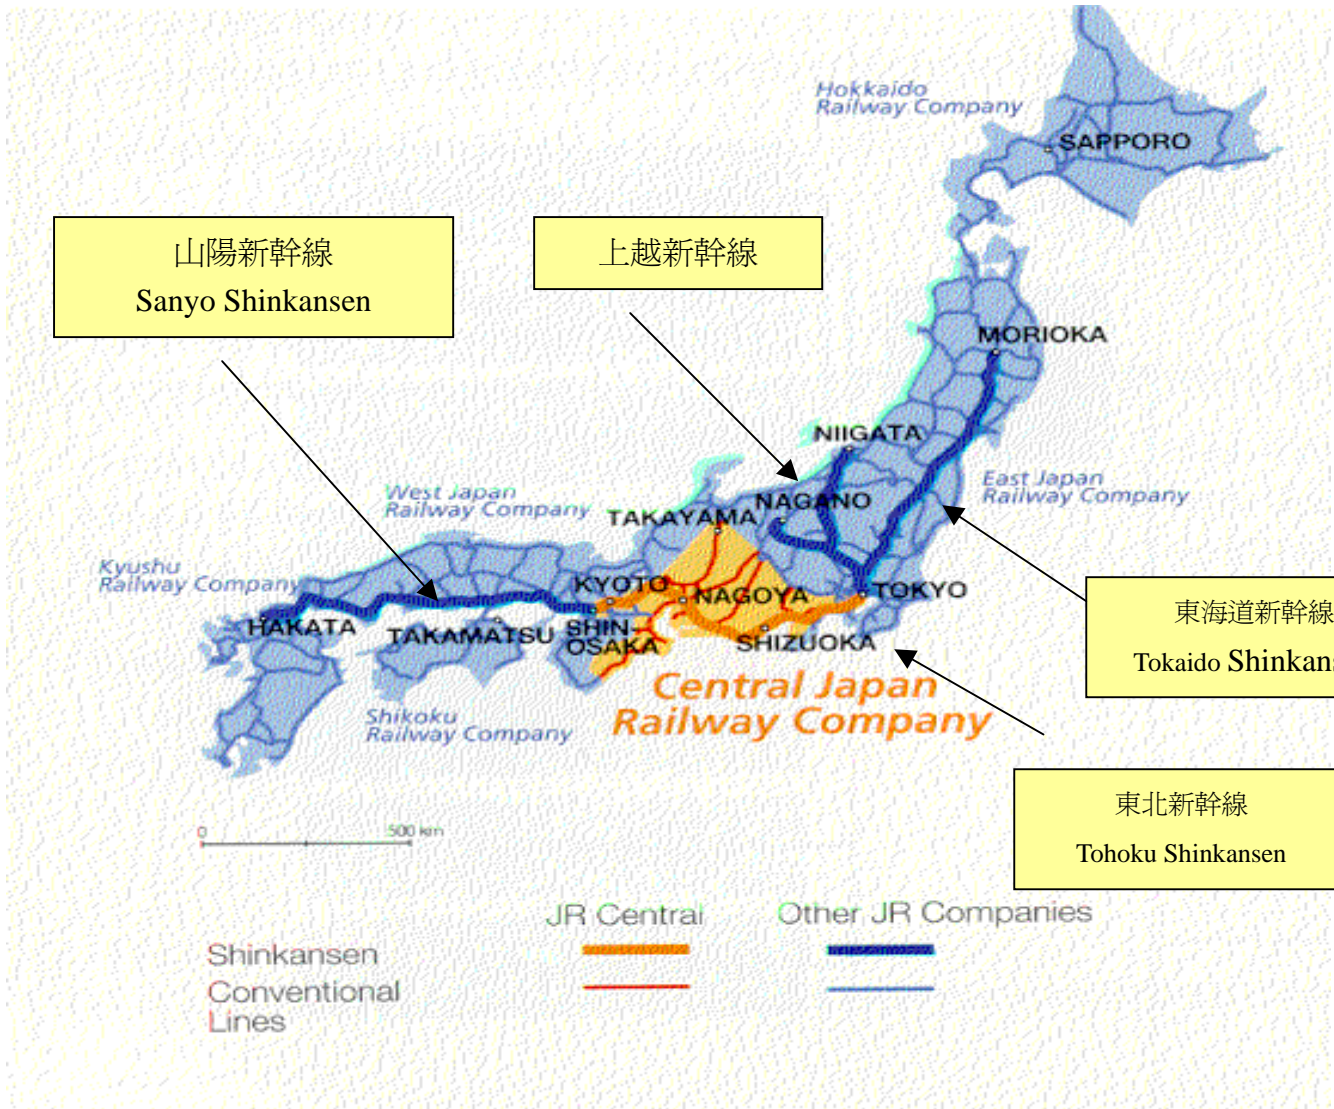 Hokkaido
Railway Company
SAPPORO
山陽新幹線
Sanyo Shinkansen
上越新幹線
MORIOKA
NIIGATA
East Japan
Railway Company
West Japan
Railway Company
NAGANO
TAKAYAMA
Kyushu
Railway Company
KYOTO
NAGOYA
TOKYO
HAKATA
TAKAMATSU
SHIN-
OSAKA
SHIZUOKA
東海道新幹線
Tokaido Shinkans
Central Japan
Railway Company
Shikoku
Railway Company
東北新幹線
Tohoku Shinkansen
0 500 km
JR Central Other JR Companies
Shinkansen
Conventional
Lines